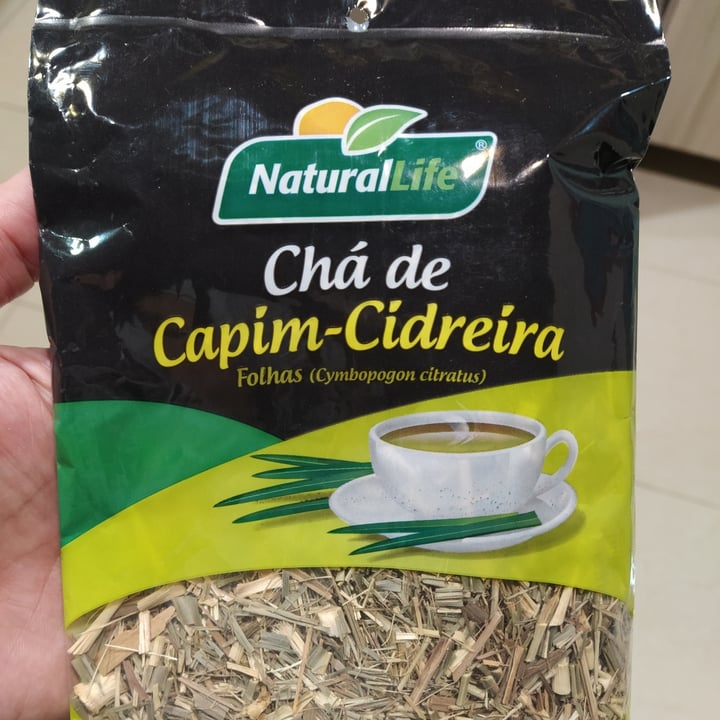 NaturalLife®
Chá de
Capim-Cidreira
Folhas (Cymbopogon citratus)